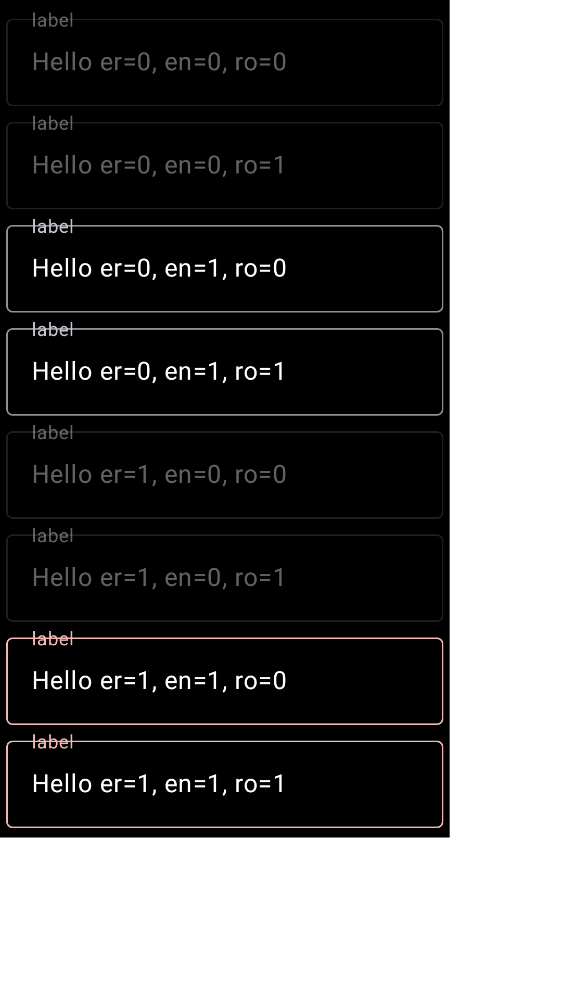 label
Hello er=0, en=0, ro=0
label
Hello er=0, en=0, ro=1
label
Hello er=0, en=1, ro=0
label
Hello er=0, en=1, ro=1
label
Hello er=1, en=0, ro=0
label
Hello er=1, en=0, ro=1
label
Hello er=1, en=1, ro=0
label
Hello er=1, en=1, ro=1